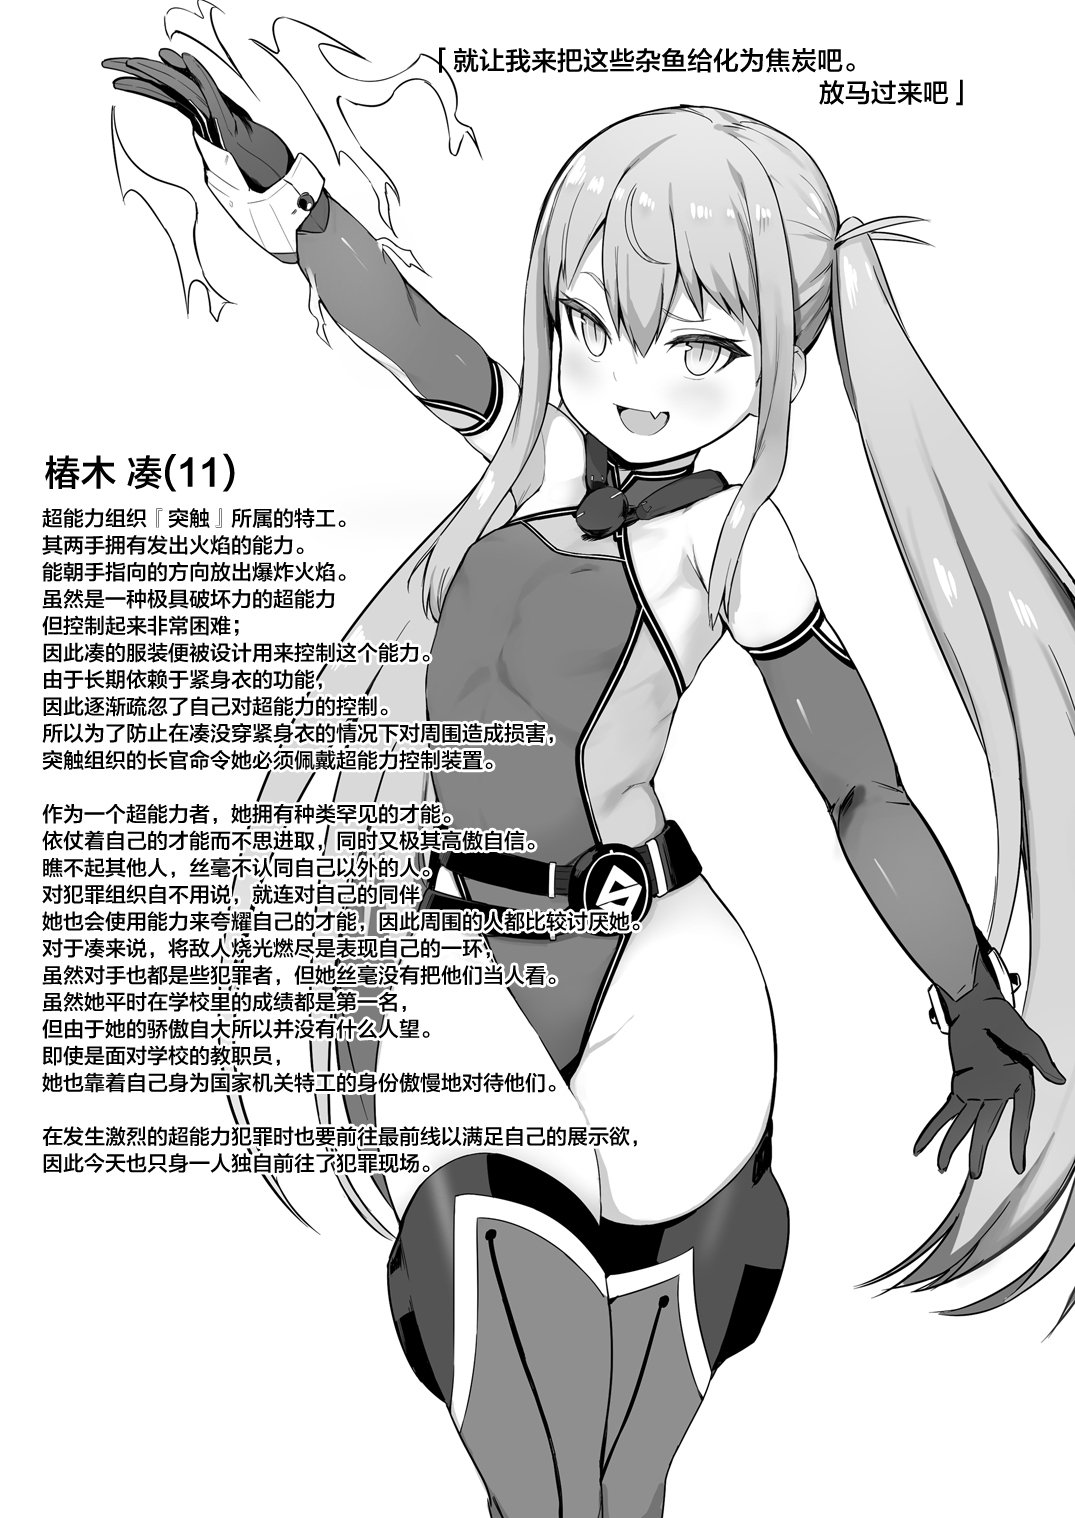 「就让我来把这些杂鱼给化为焦炭吧。
放马过来吧」
椿木 凑(11)
超能力组织『突触』所属的特工。
其两手拥有发出火焰的能力。
能朝手指向的方向放出爆炸火焰。
虽然是一种极具破坏力的超能力
但控制起来非常困难;
因此凑的服装便被设计用来控制这个能力。
由于长期依赖于紧身衣的功能,
因此逐渐疏忽了自己对超能力的控制。
所以为了防止在凑没穿紧身衣的情况下对周围造成损害,
突触组织的长官命令她必须佩戴超能力控制装置。
作为一个超能力者，她拥有种类罕见的才能。
依仗着自己的才能而不思进取，同时又极其高傲自信。
瞧不起其他人，丝毫不认同自己以外的人。
对犯罪组织自不用说，就连对自己的同伴
她也会使用能力来夸耀自己的才能，因此周围的人都比较讨厌她。
对于凑来说，将敌人烧光燃尽是表现自己的一环，
虽然对手也都是些犯罪者，但她丝毫没有把他们当人看。
虽然她平时在学校里的成绩都是第一名，
但由于她的骄傲自大所以并没有什么人望。
即使是面对学校的教职员，
她也靠着自己身为国家机关特工的身份傲慢地对待他们。
在发生激烈的超能力犯罪时也要前往最前线以满足自己的展示欲，
因此今天也只身一人独自前往了犯罪现场。